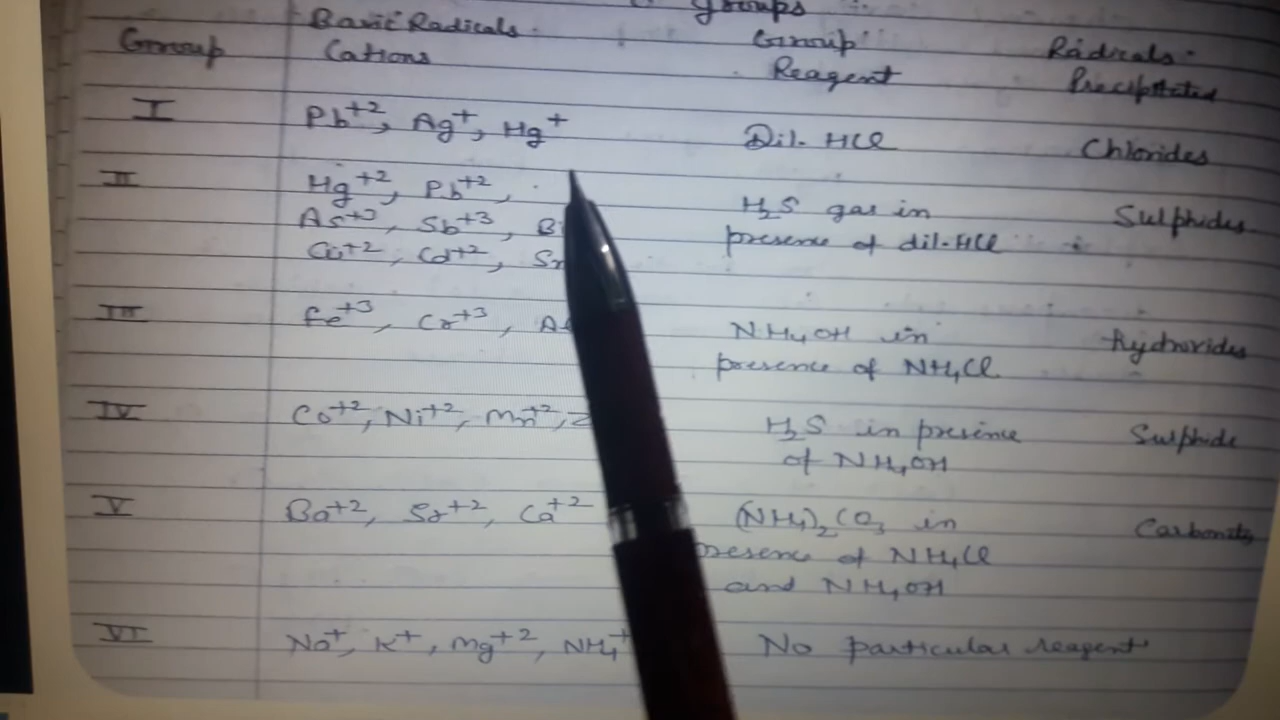 groups
Group Basic Radicals Cations Group Reagent Radicals Precipitated
I Pb+2, Ag+, Hg+ Dil. HCl Chlorides
II Hg+2, Pb+2, H2S gas in Sulphides
As+3, Sb+3, presence of dil. HCl
Cu+2, Cd+2,
III Fe+3, Cr+3, NH4OH in Hydroxides
presence of NH4Cl
IV Co+2, Ni+2, Mn+2, H2S in presence Sulphide
of NH4OH
V Ba+2, Sr+2, Ca+2 (NH4)2CO3 in Carbonates
presence of NH4Cl
and NH4OH
VI Na+, K+, Mg+2, NH4+ No particular reagent